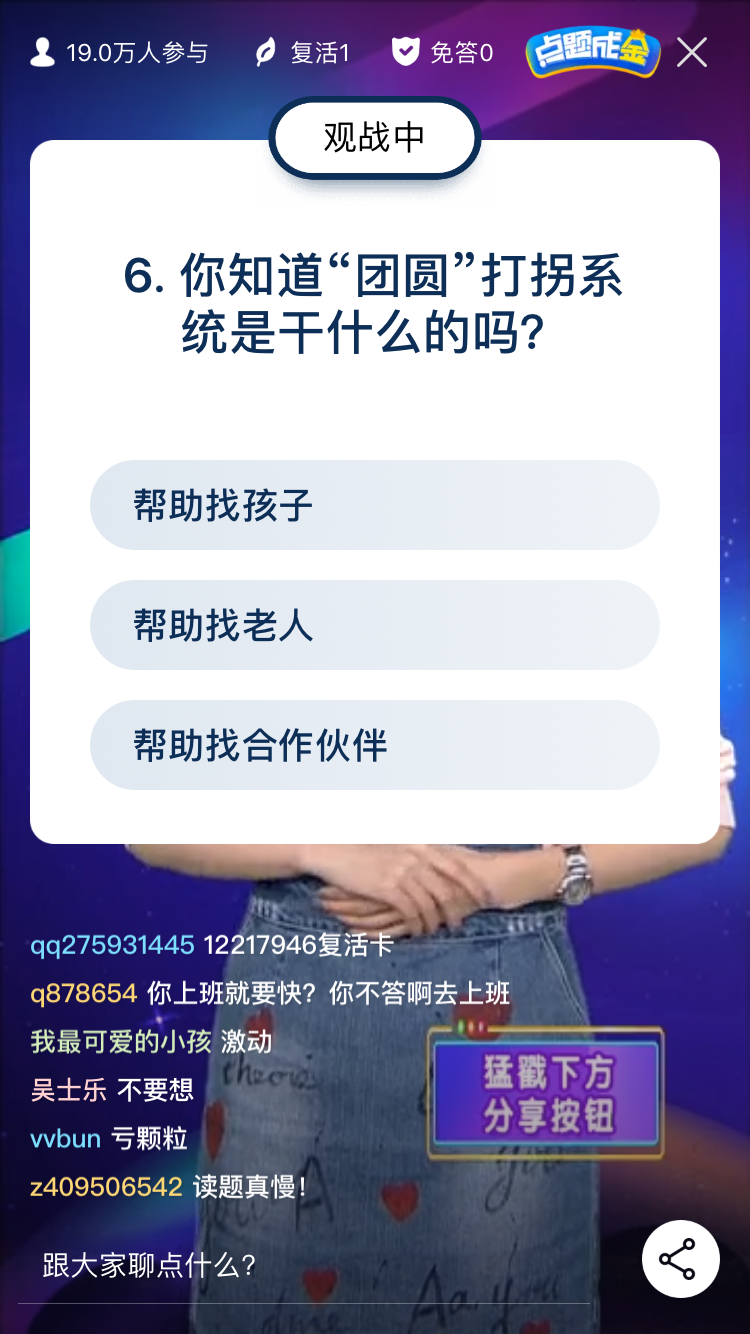 19.0万人参与 复活1 免答0 点题成金
观战中
6. 你知道“团圆”打拐系
统是干什么的吗?
帮助找孩子
帮助找老人
帮助找合作伙伴
qq275931445 12217946复活卡
q878654 你上班就要快？你不答啊去上班
我最可爱的小孩 激动
theoris
吴士乐 不要想
猛戳下方
分享按钮
vvbun 亏颗粒
z409506542 读题真慢！
you
A
跟大家聊点什么？
Aa. you